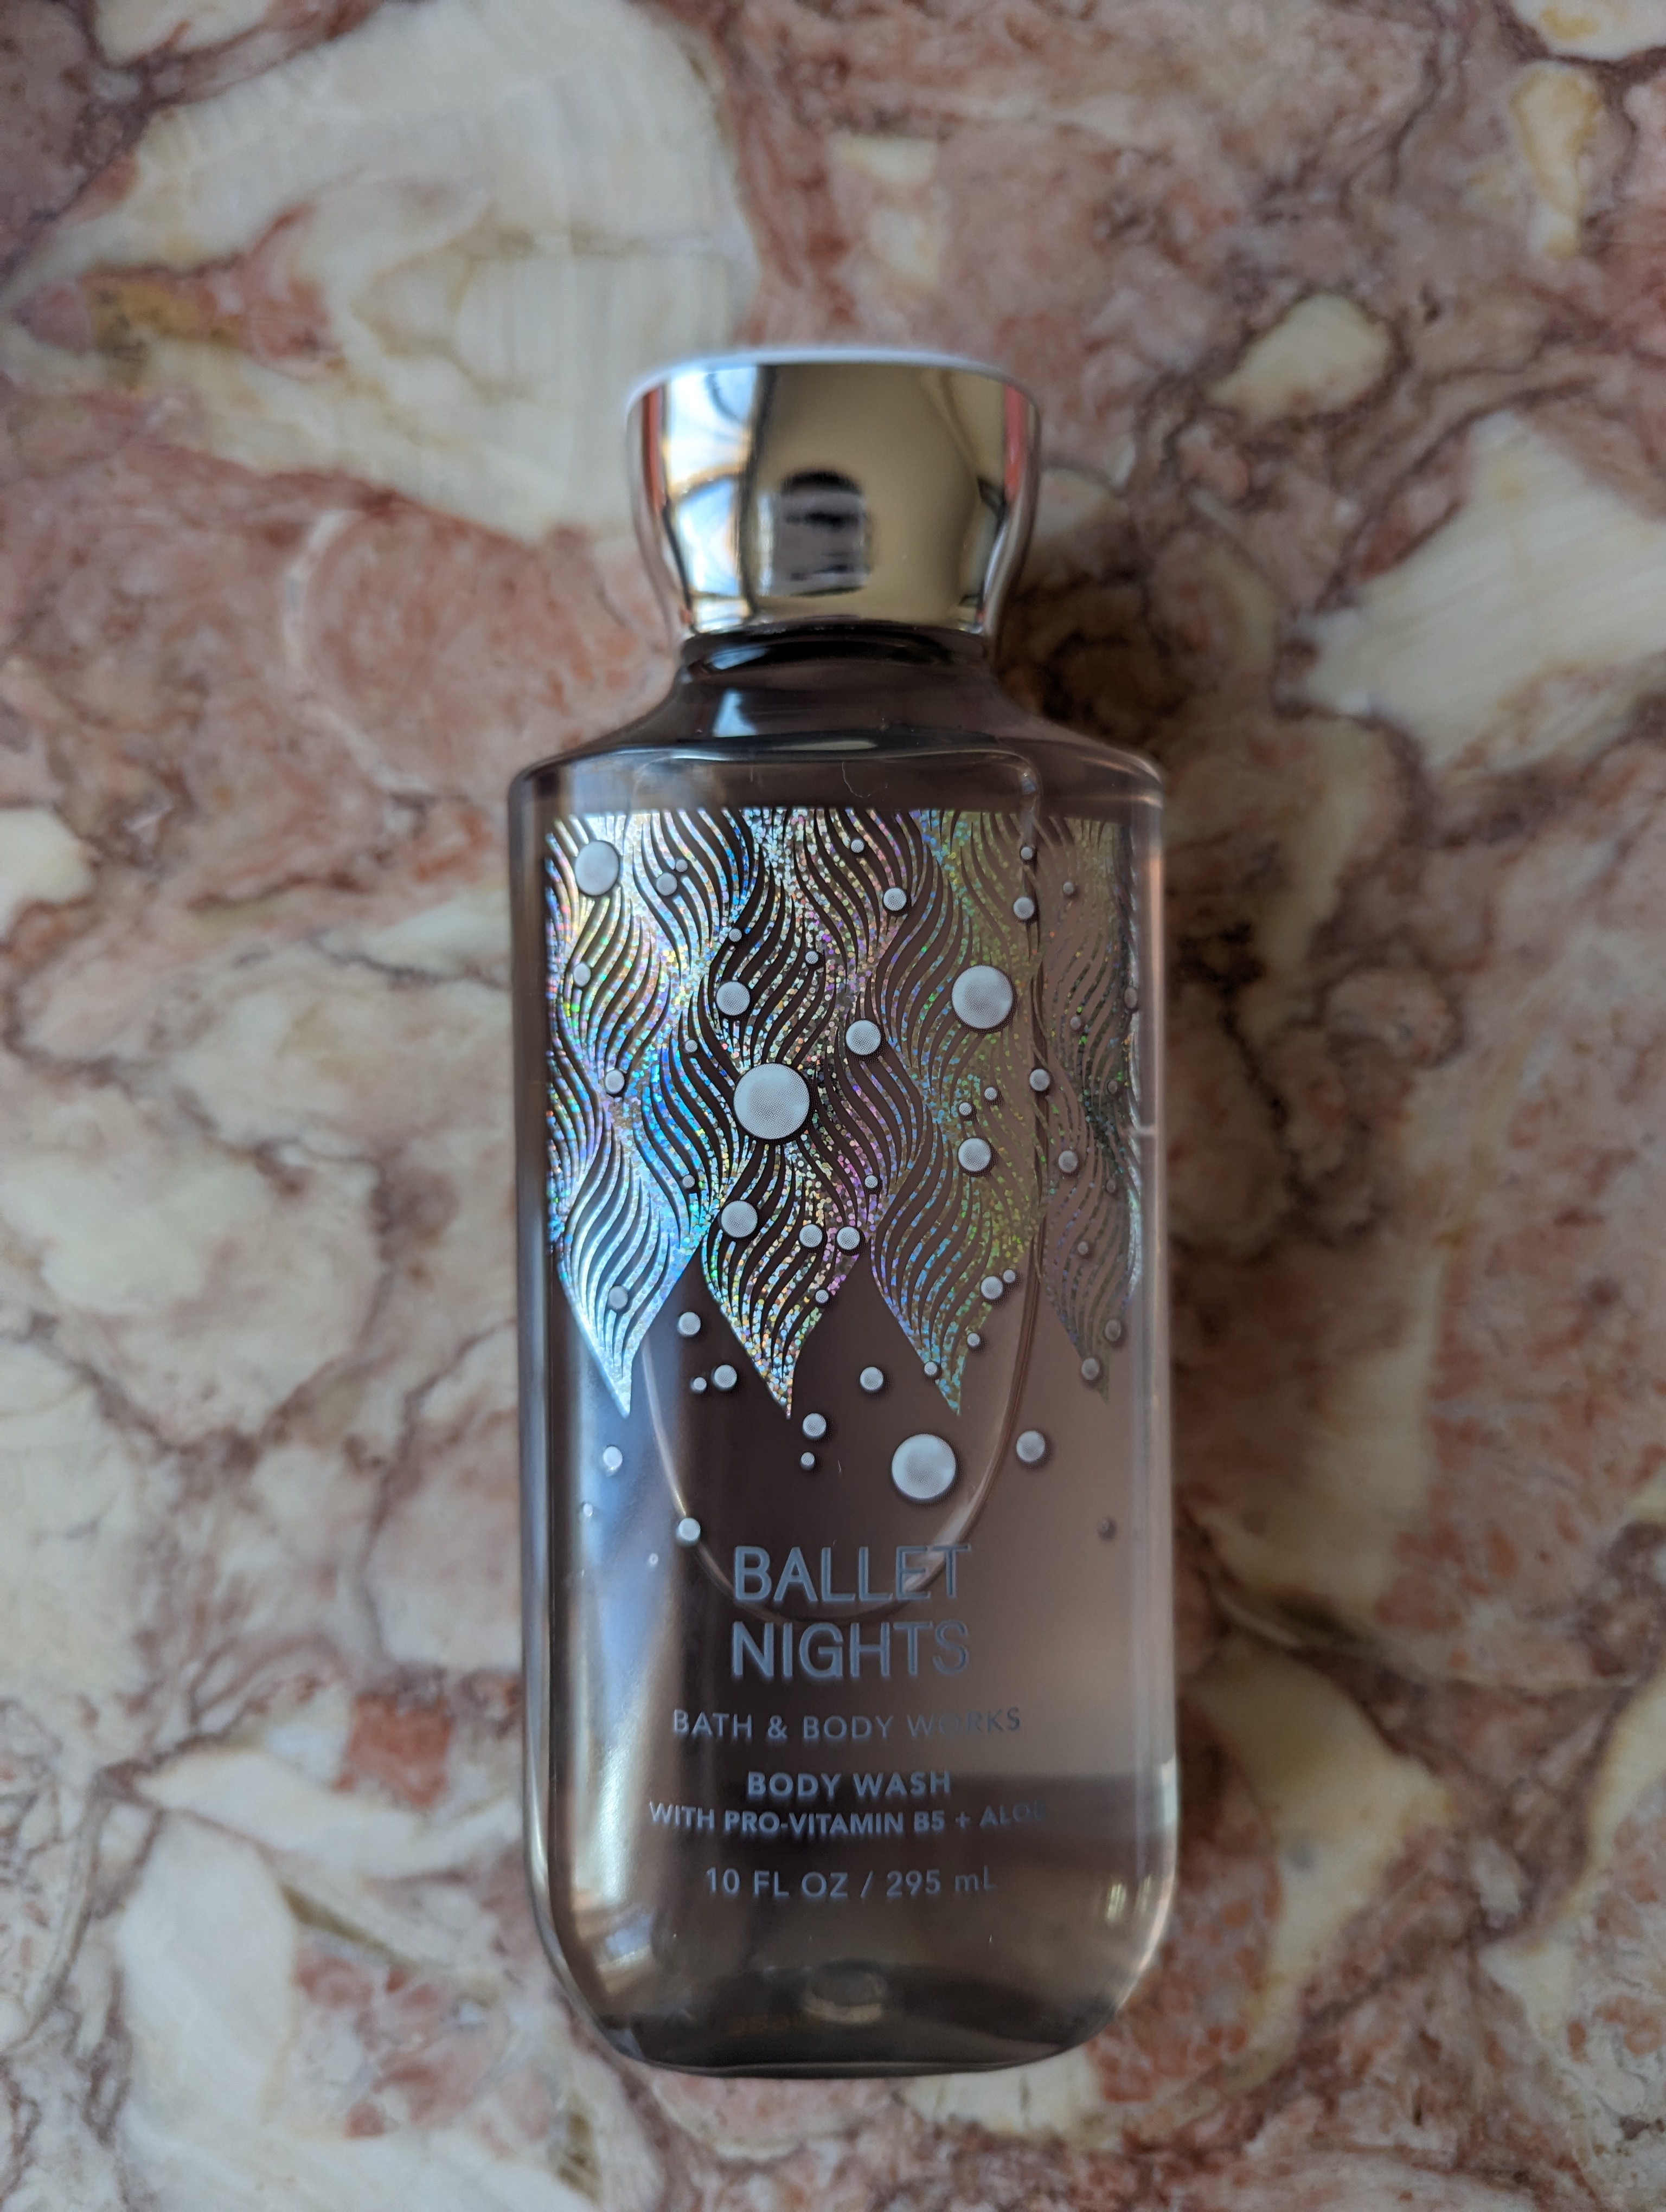 BALLET
NIGHTS
BATH & BODY WORKS
BODY WASH
WITH PRO-VITAMIN B5 + ALOE
10 FL OZ / 295 mL